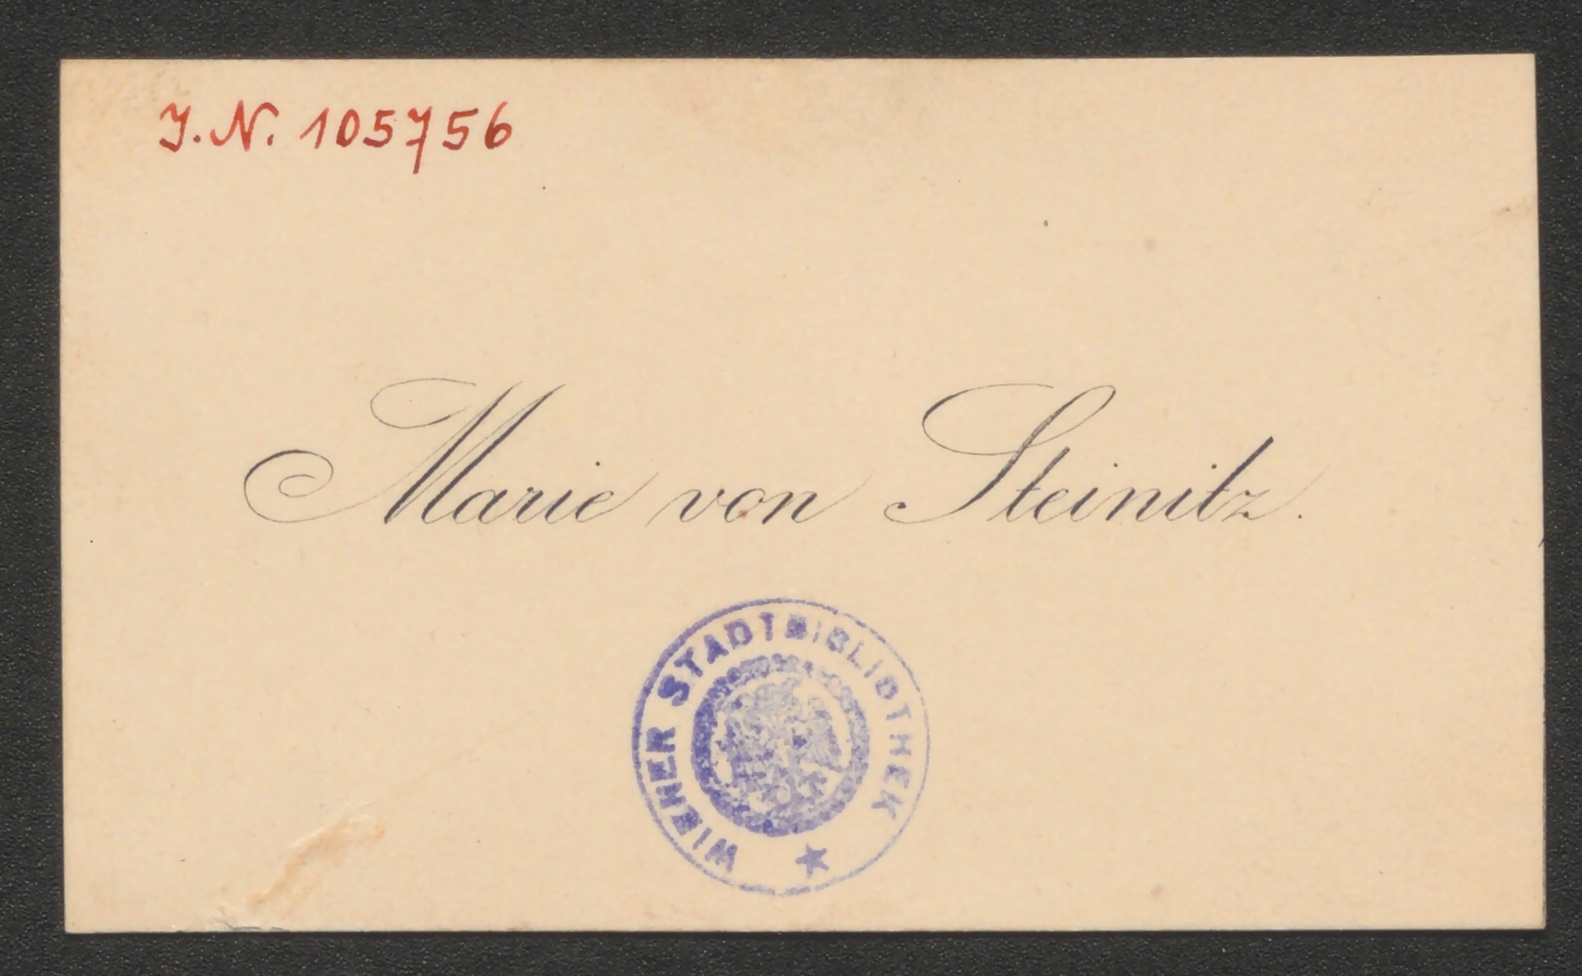 J.N. 105756
Marie von Steinitz.
WIENER STADTBIBLIOTHEK